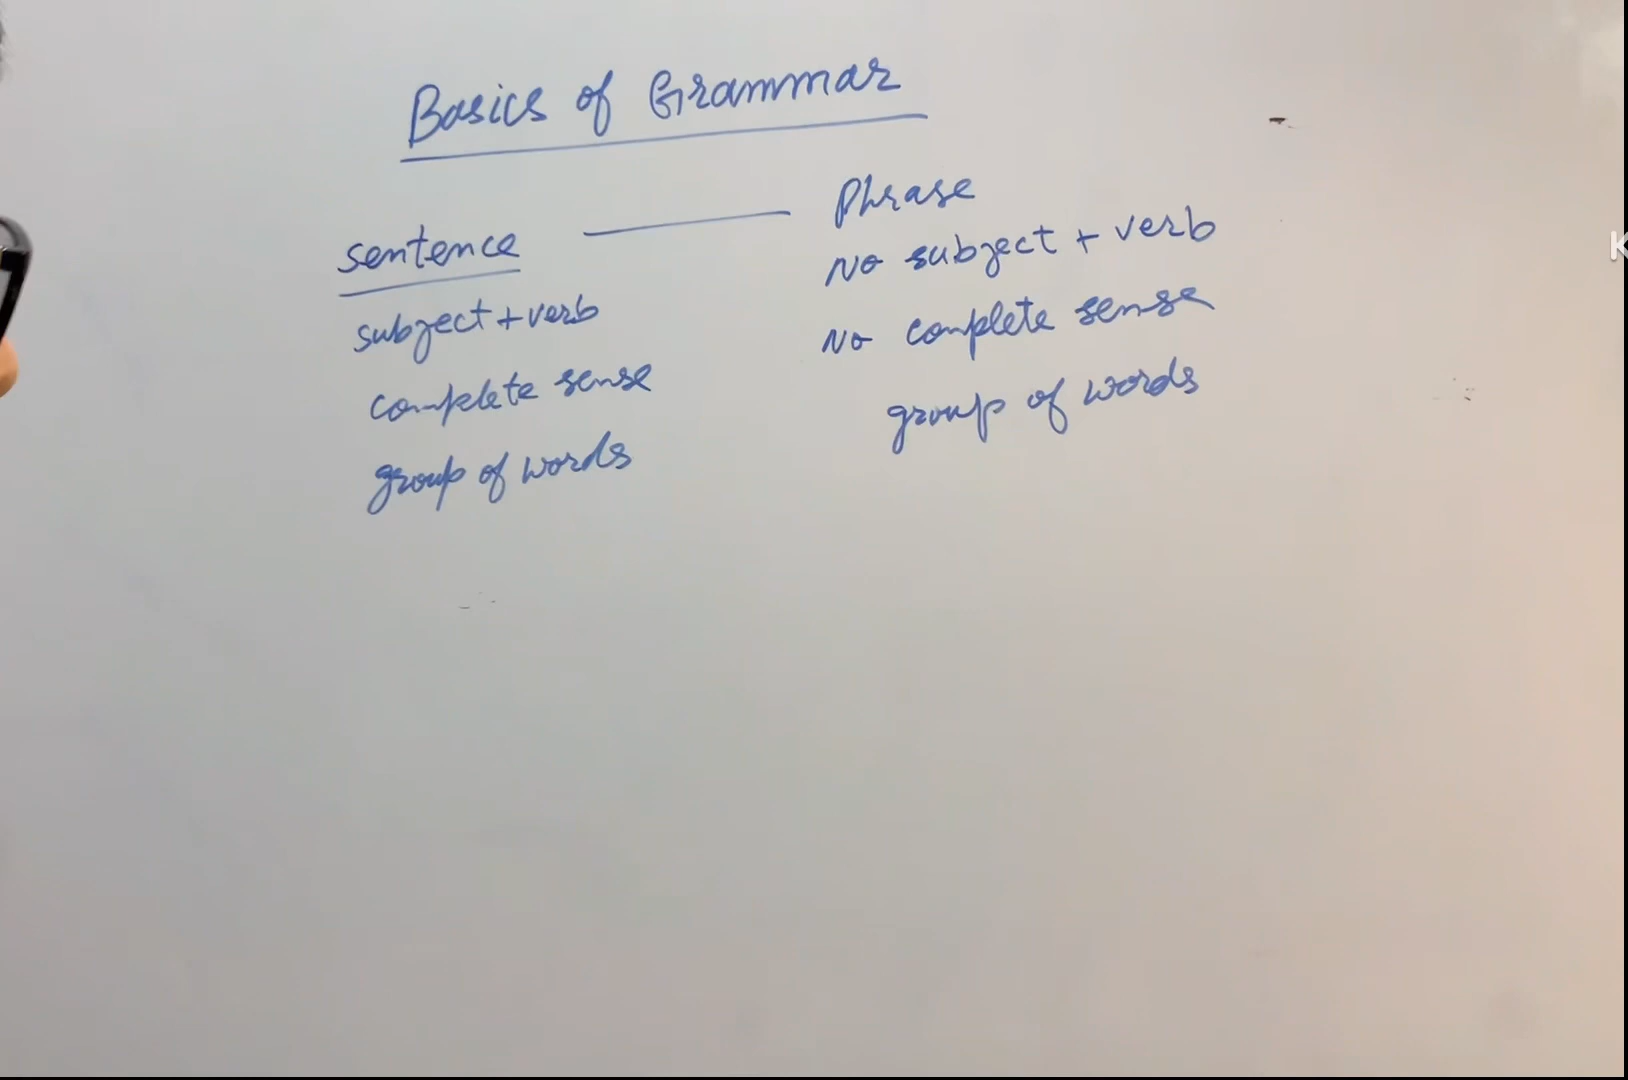 Basics of Grammar
sentence — Phrase
subject + verb
complete sense
group of words
No subject + verb
No complete sense
group of words
K